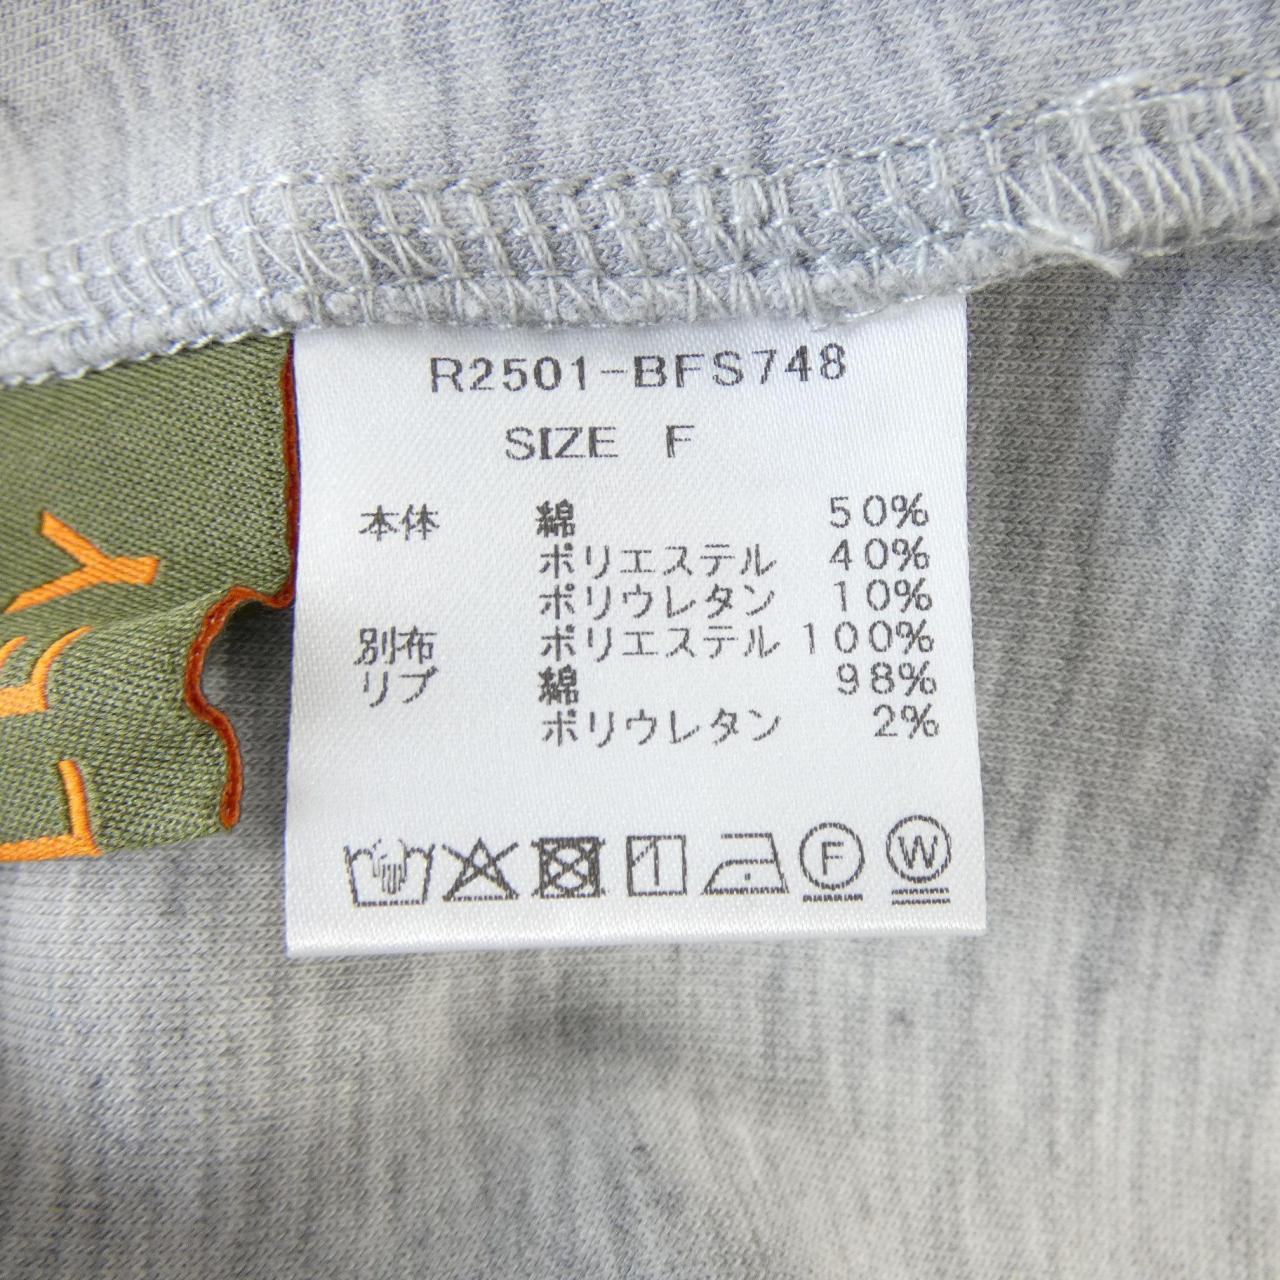 R2501-BFS748
SIZE F
本体 綿 50%
ポリエステル 40%
ポリウレタン 10%
別布 ポリエステル 100%
リブ 綿 98%
ポリウレタン 2%
F W